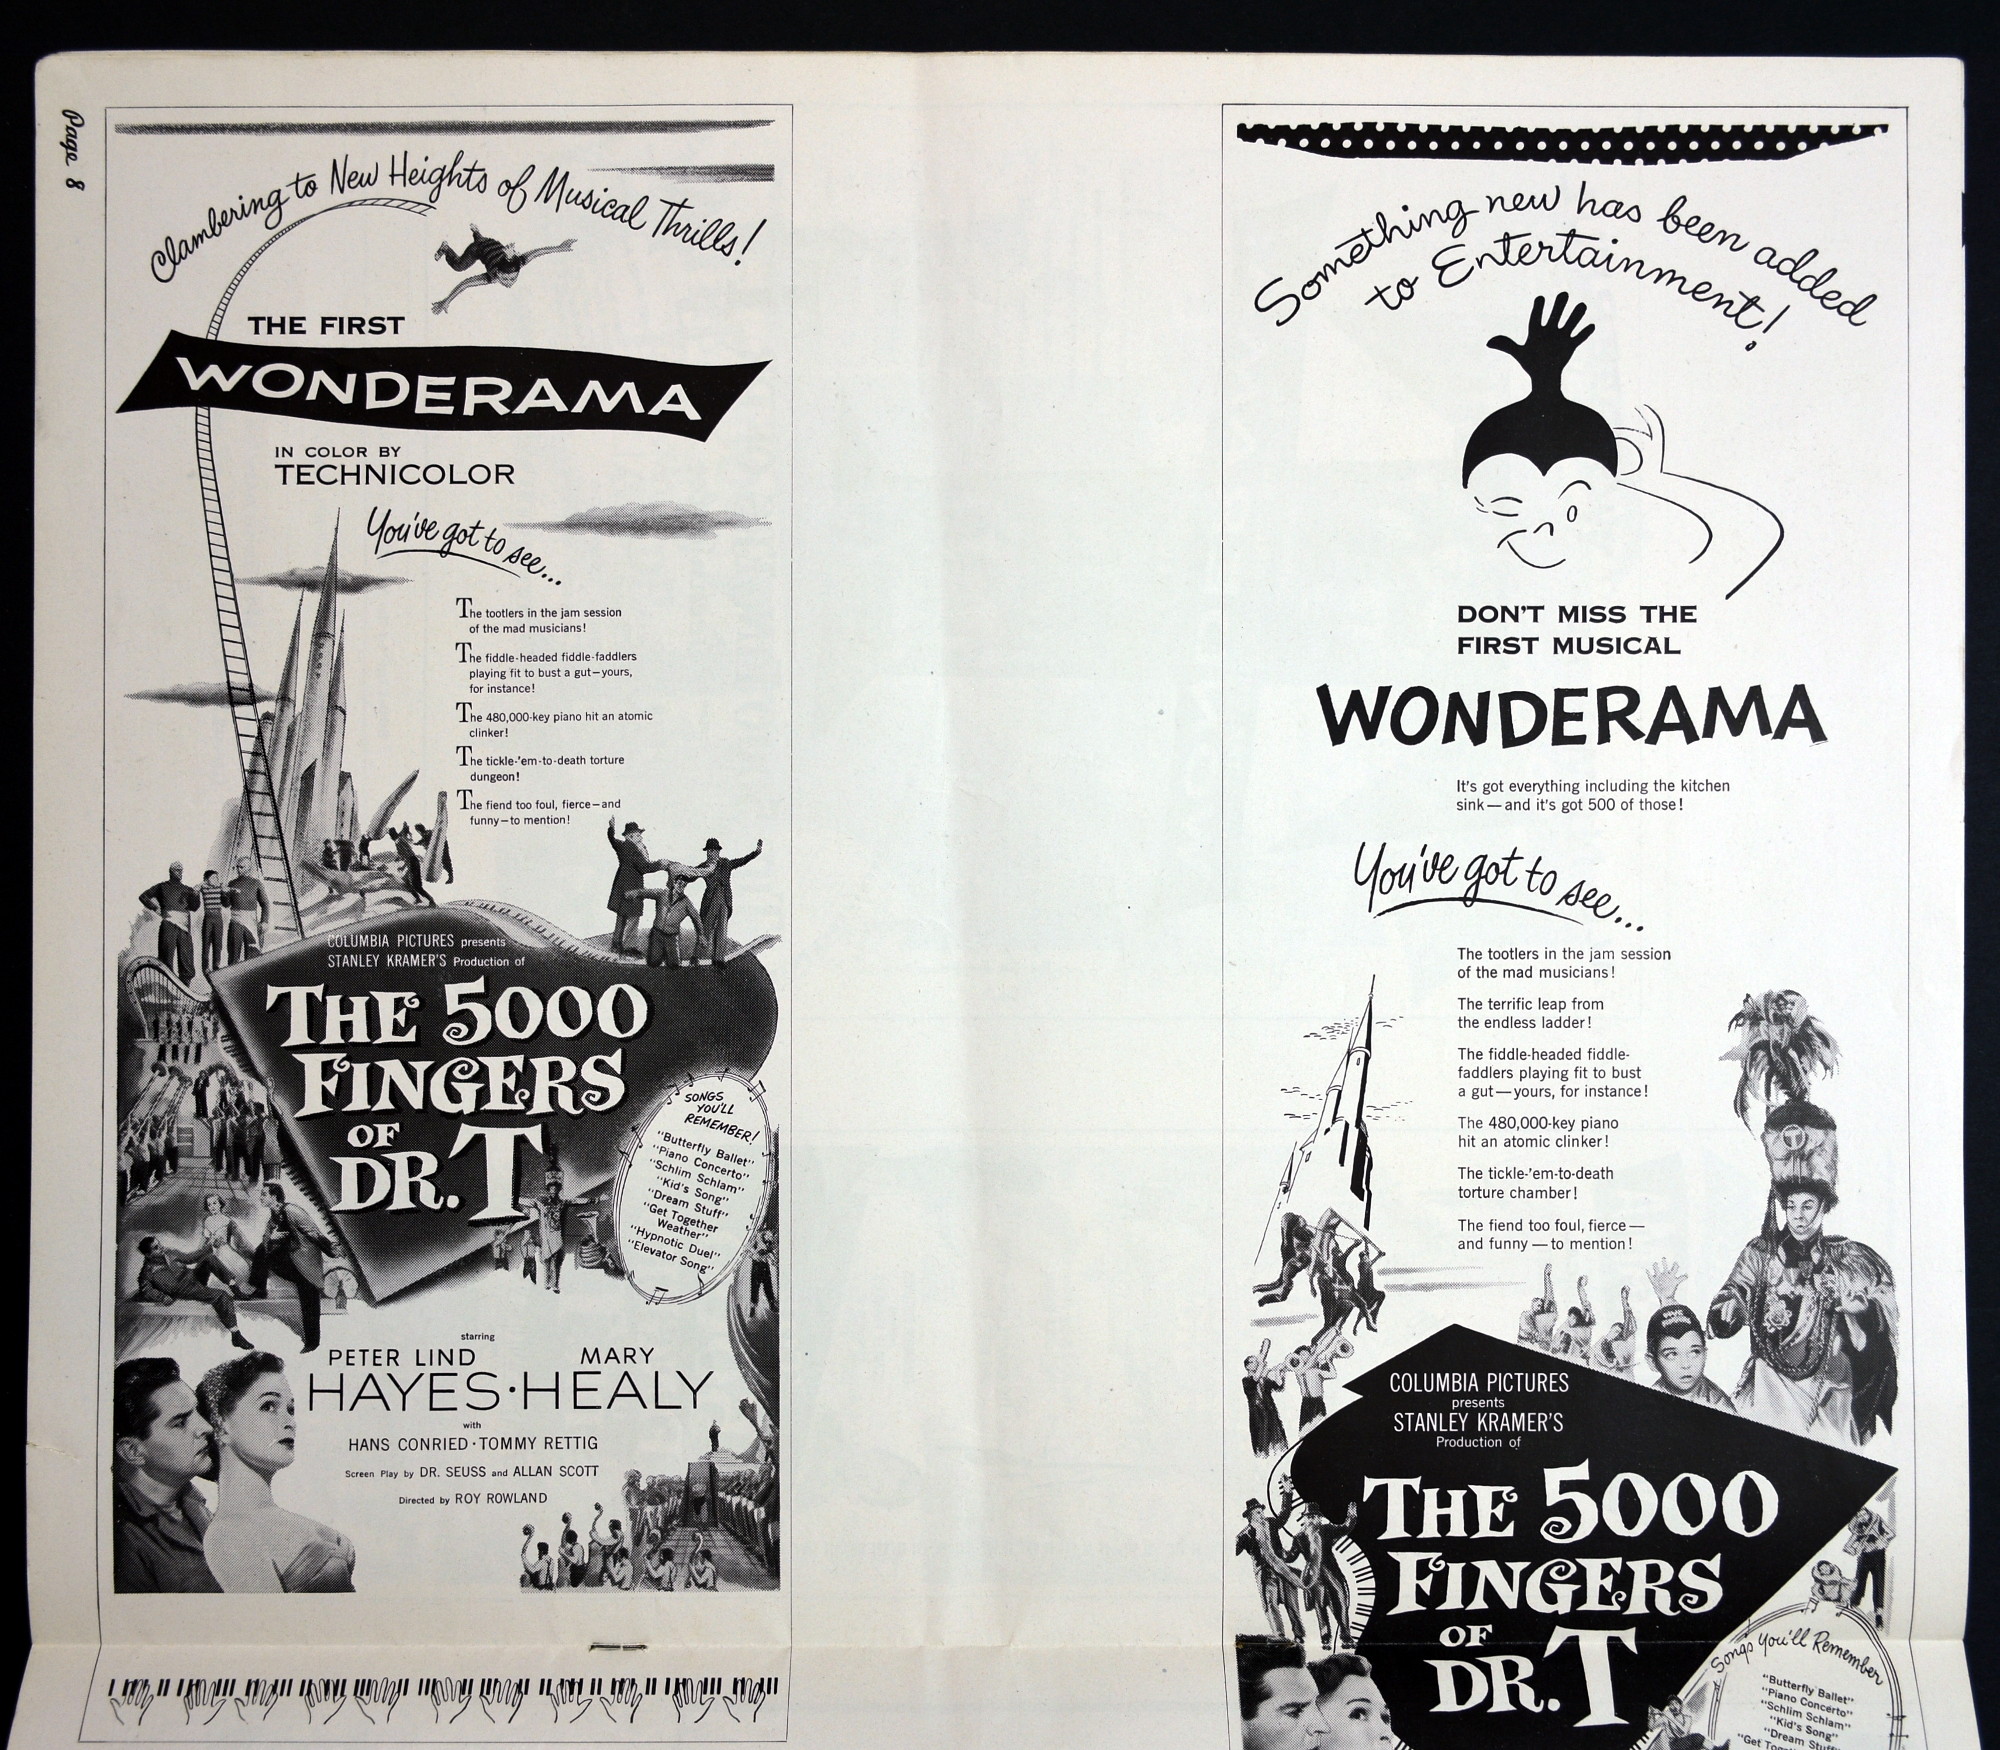 Page 8
Clambering to New Heights of Musical Thrills!
THE FIRST
WONDERAMA
IN COLOR BY
TECHNICOLOR
You've got to see...
The tootlers in the jam session
of the mad musicians!
The fiddle-headed fiddle-faddlers
playing fit to bust a gut—yours,
for instance!
The 480,000-key piano hit an atomic
clinker!
The tickle-'em-to-death torture
dungeon!
The fiend too foul, fierce—and
funny—to mention!
COLUMBIA PICTURES presents
STANLEY KRAMER'S Production of
THE 5000
FINGERS
OF
DR. T
SONGS
YOU'LL
REMEMBER!
"Butterfly Ballet"
"Piano Concerto"
"Schlim Schlam"
"Kid's Song"
"Dream Stuff"
"Get Together
Weather"
"Hypnotic Duel"
"Elevator Song"
starring
PETER LIND MARY
HAYES·HEALY
with
HANS CONRIED·TOMMY RETTIG
Screen Play by DR. SEUSS and ALLAN SCOTT
Directed by ROY ROWLAND
Something new has been added
to Entertainment!
DON'T MISS THE
FIRST MUSICAL
WONDERAMA
It's got everything including the kitchen
sink—and it's got 500 of those!
You've got to see...
The tootlers in the jam session
of the mad musicians!
The terrific leap from
the endless ladder!
The fiddle-headed fiddle-
faddlers playing fit to bust
a gut—yours, for instance!
The 480,000-key piano
hit an atomic clinker!
The tickle-'em-to-death
torture chamber!
The fiend too foul, fierce—
and funny—to mention!
T
COLUMBIA PICTURES
presents
STANLEY KRAMER'S
Production of
THE 5000
FINGERS
OF
DR. T
Songs you'll Remember
"Butterfly Ballet"
"Piano Concerto"
"Schlim Schlam"
"Kid's Song"
"Dream Stuff"